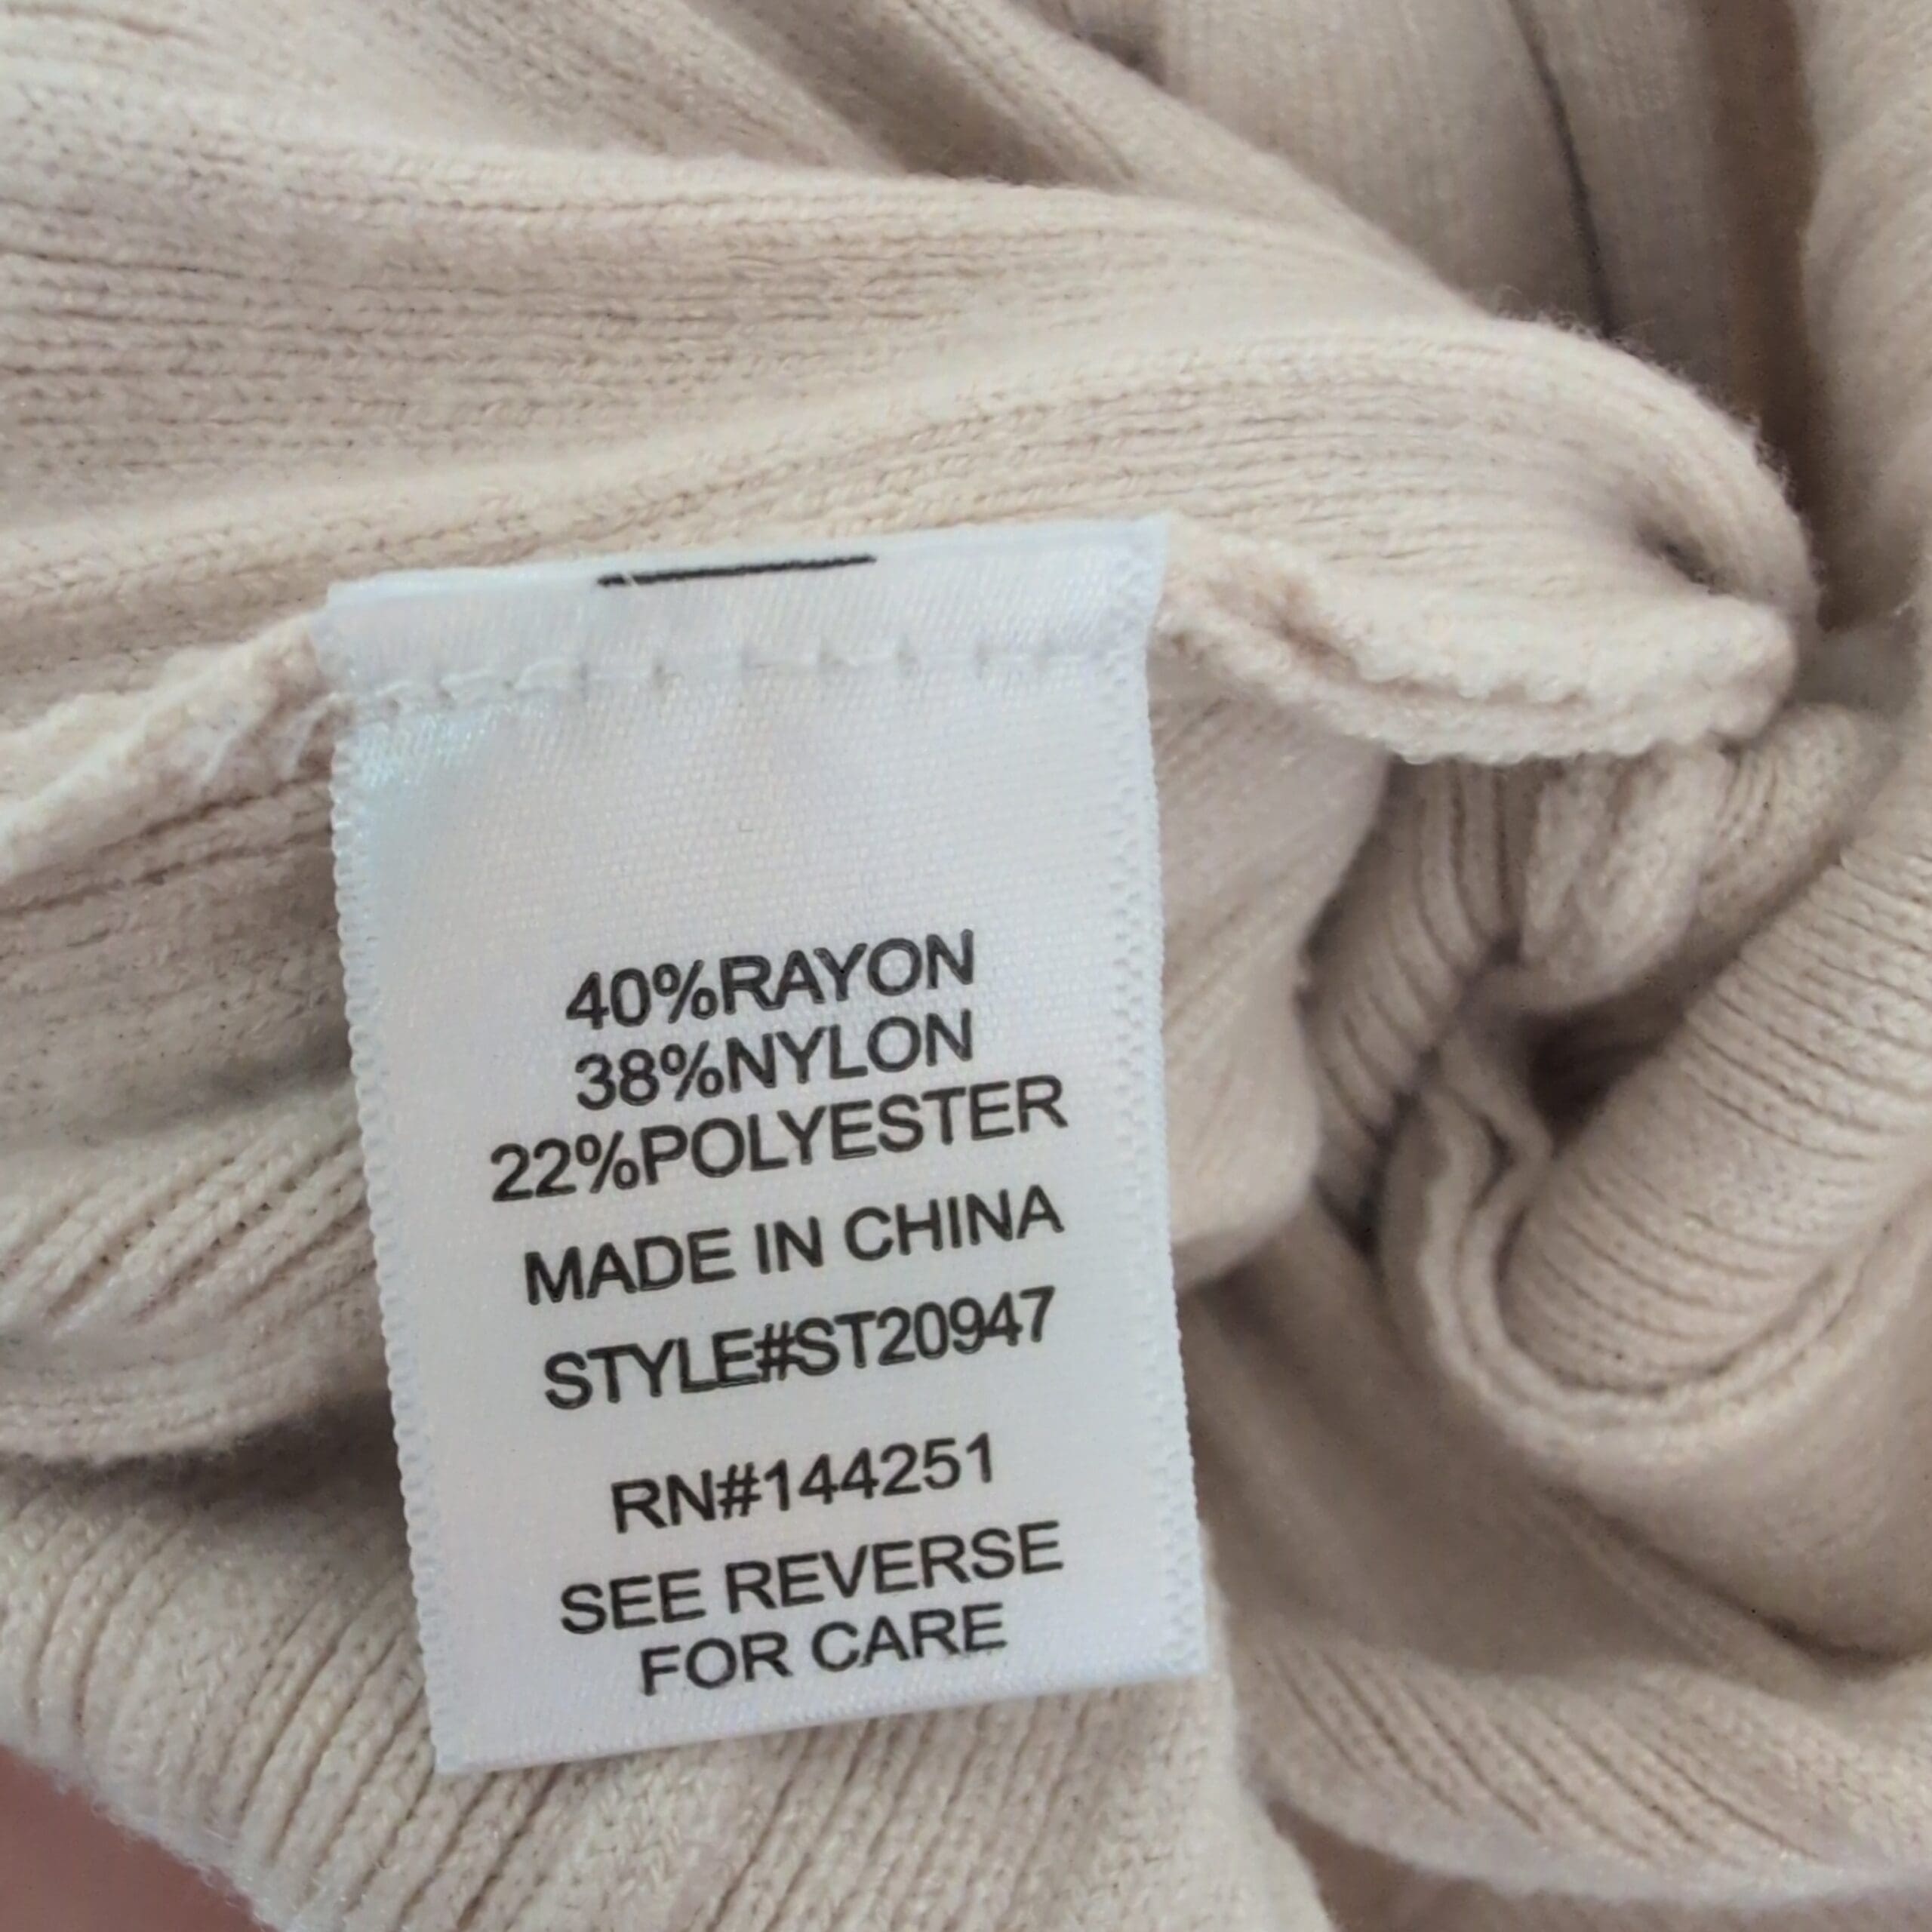 40%RAYON
38%NYLON
22%POLYESTER
MADE IN CHINA
STYLE#ST20947
RN#144251
SEE REVERSE
FOR CARE